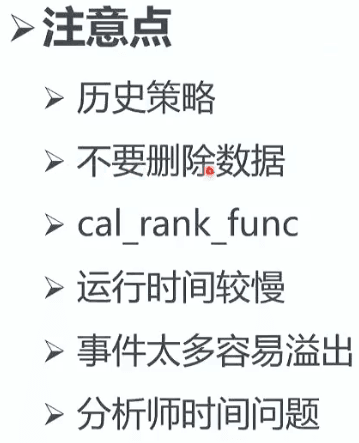 注意点
历史策略
不要删除数据
cal_rank_func
运行时间较慢
事件太多容易溢出
分析师时间问题